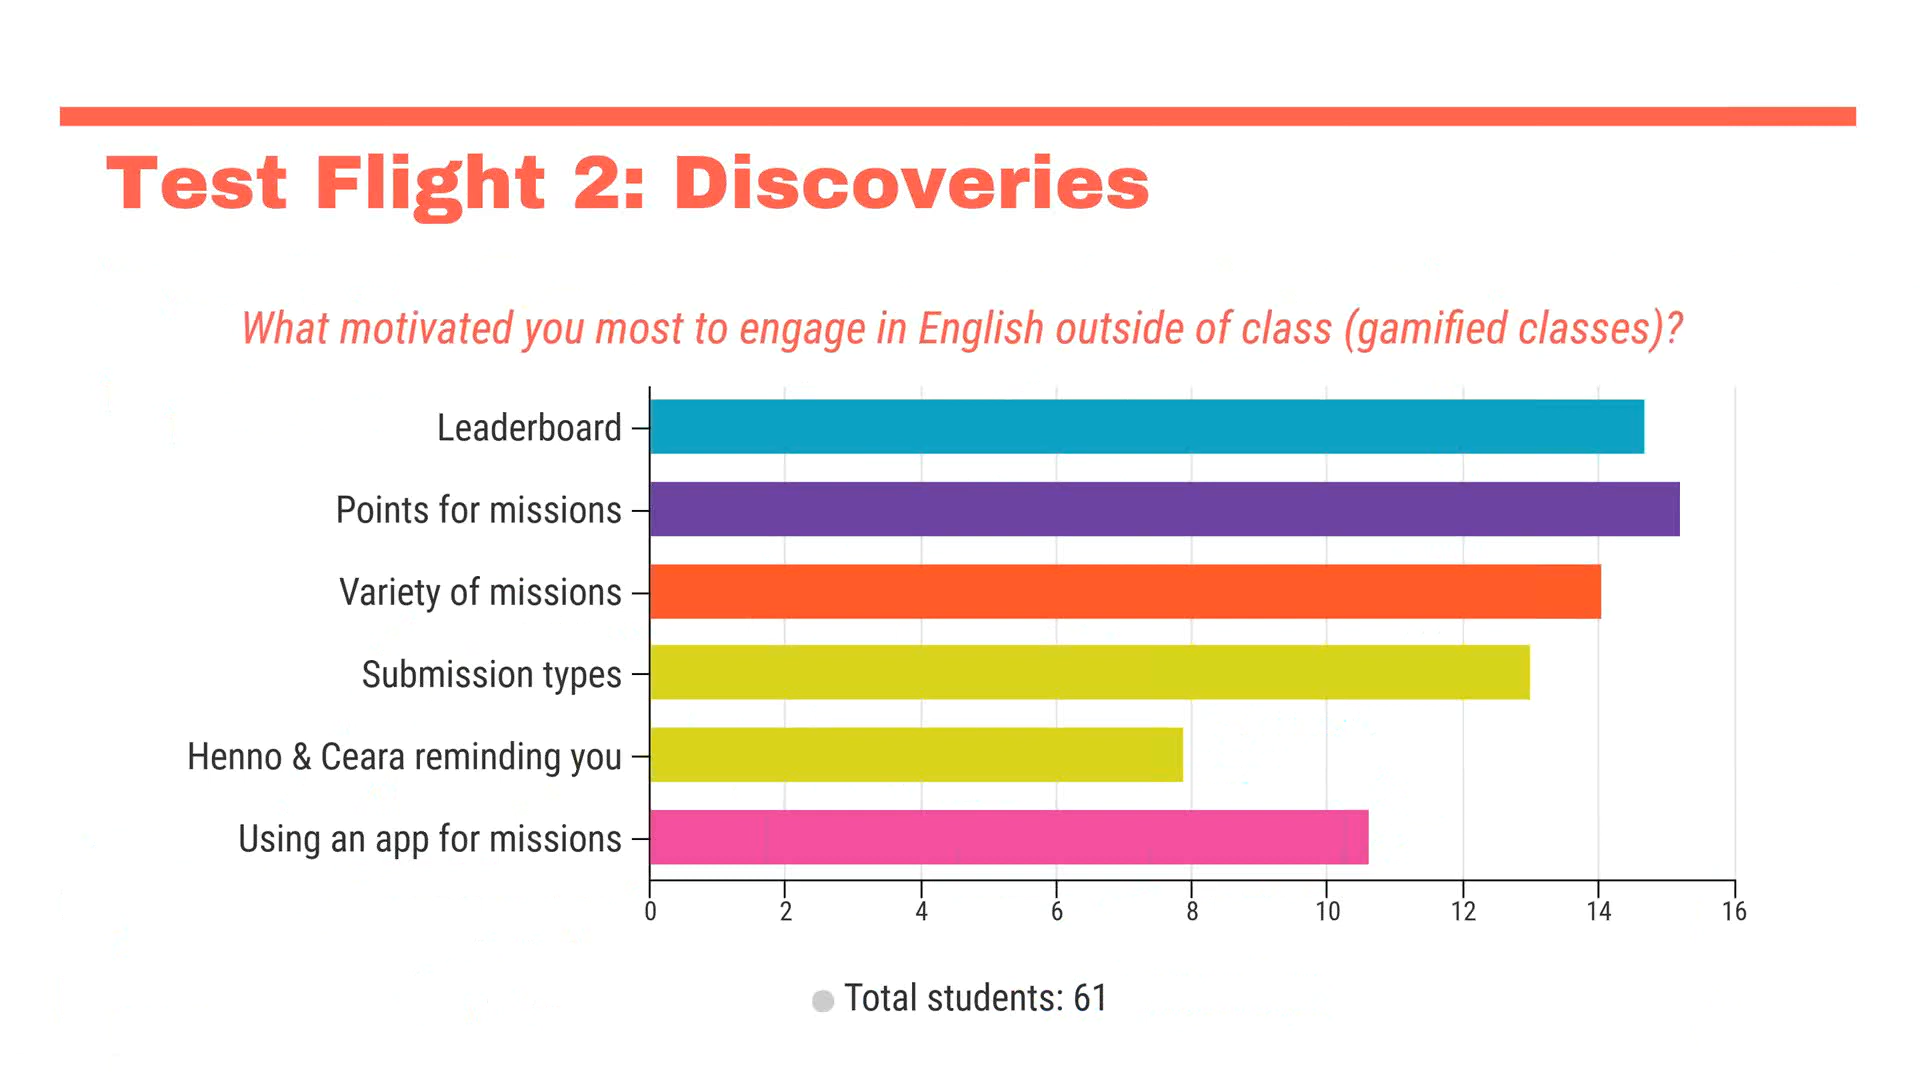 Test Flight 2: Discoveries
What motivated you most to engage in English outside of class (gamified classes)?
Leaderboard
Points for missions
Variety of missions
Submission types
Henno & Ceara reminding you
Using an app for missions
0 2 4 6 8 10 12 14 16
Total students: 61